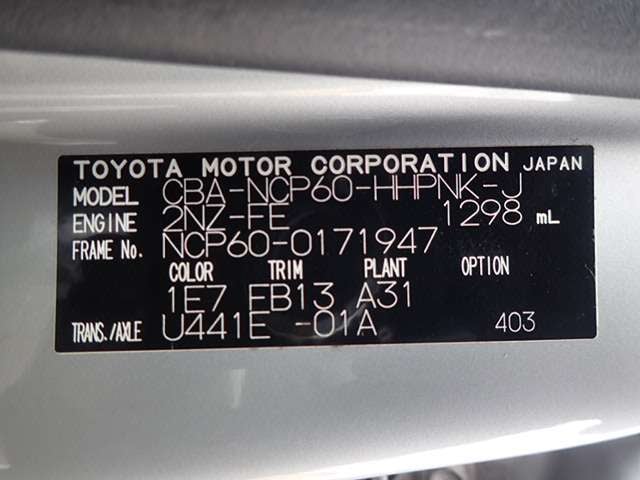 TOYOTA MOTOR CORPORATION JAPAN
MODEL CBA-NCP60-HHPNK-J
ENGINE 2NZ-FE 1298 mL
FRAME No. NCP60-0171947
COLOR TRIM PLANT OPTION
1E7 FB13 A31
TRANS./AXLE U441E -01A 403